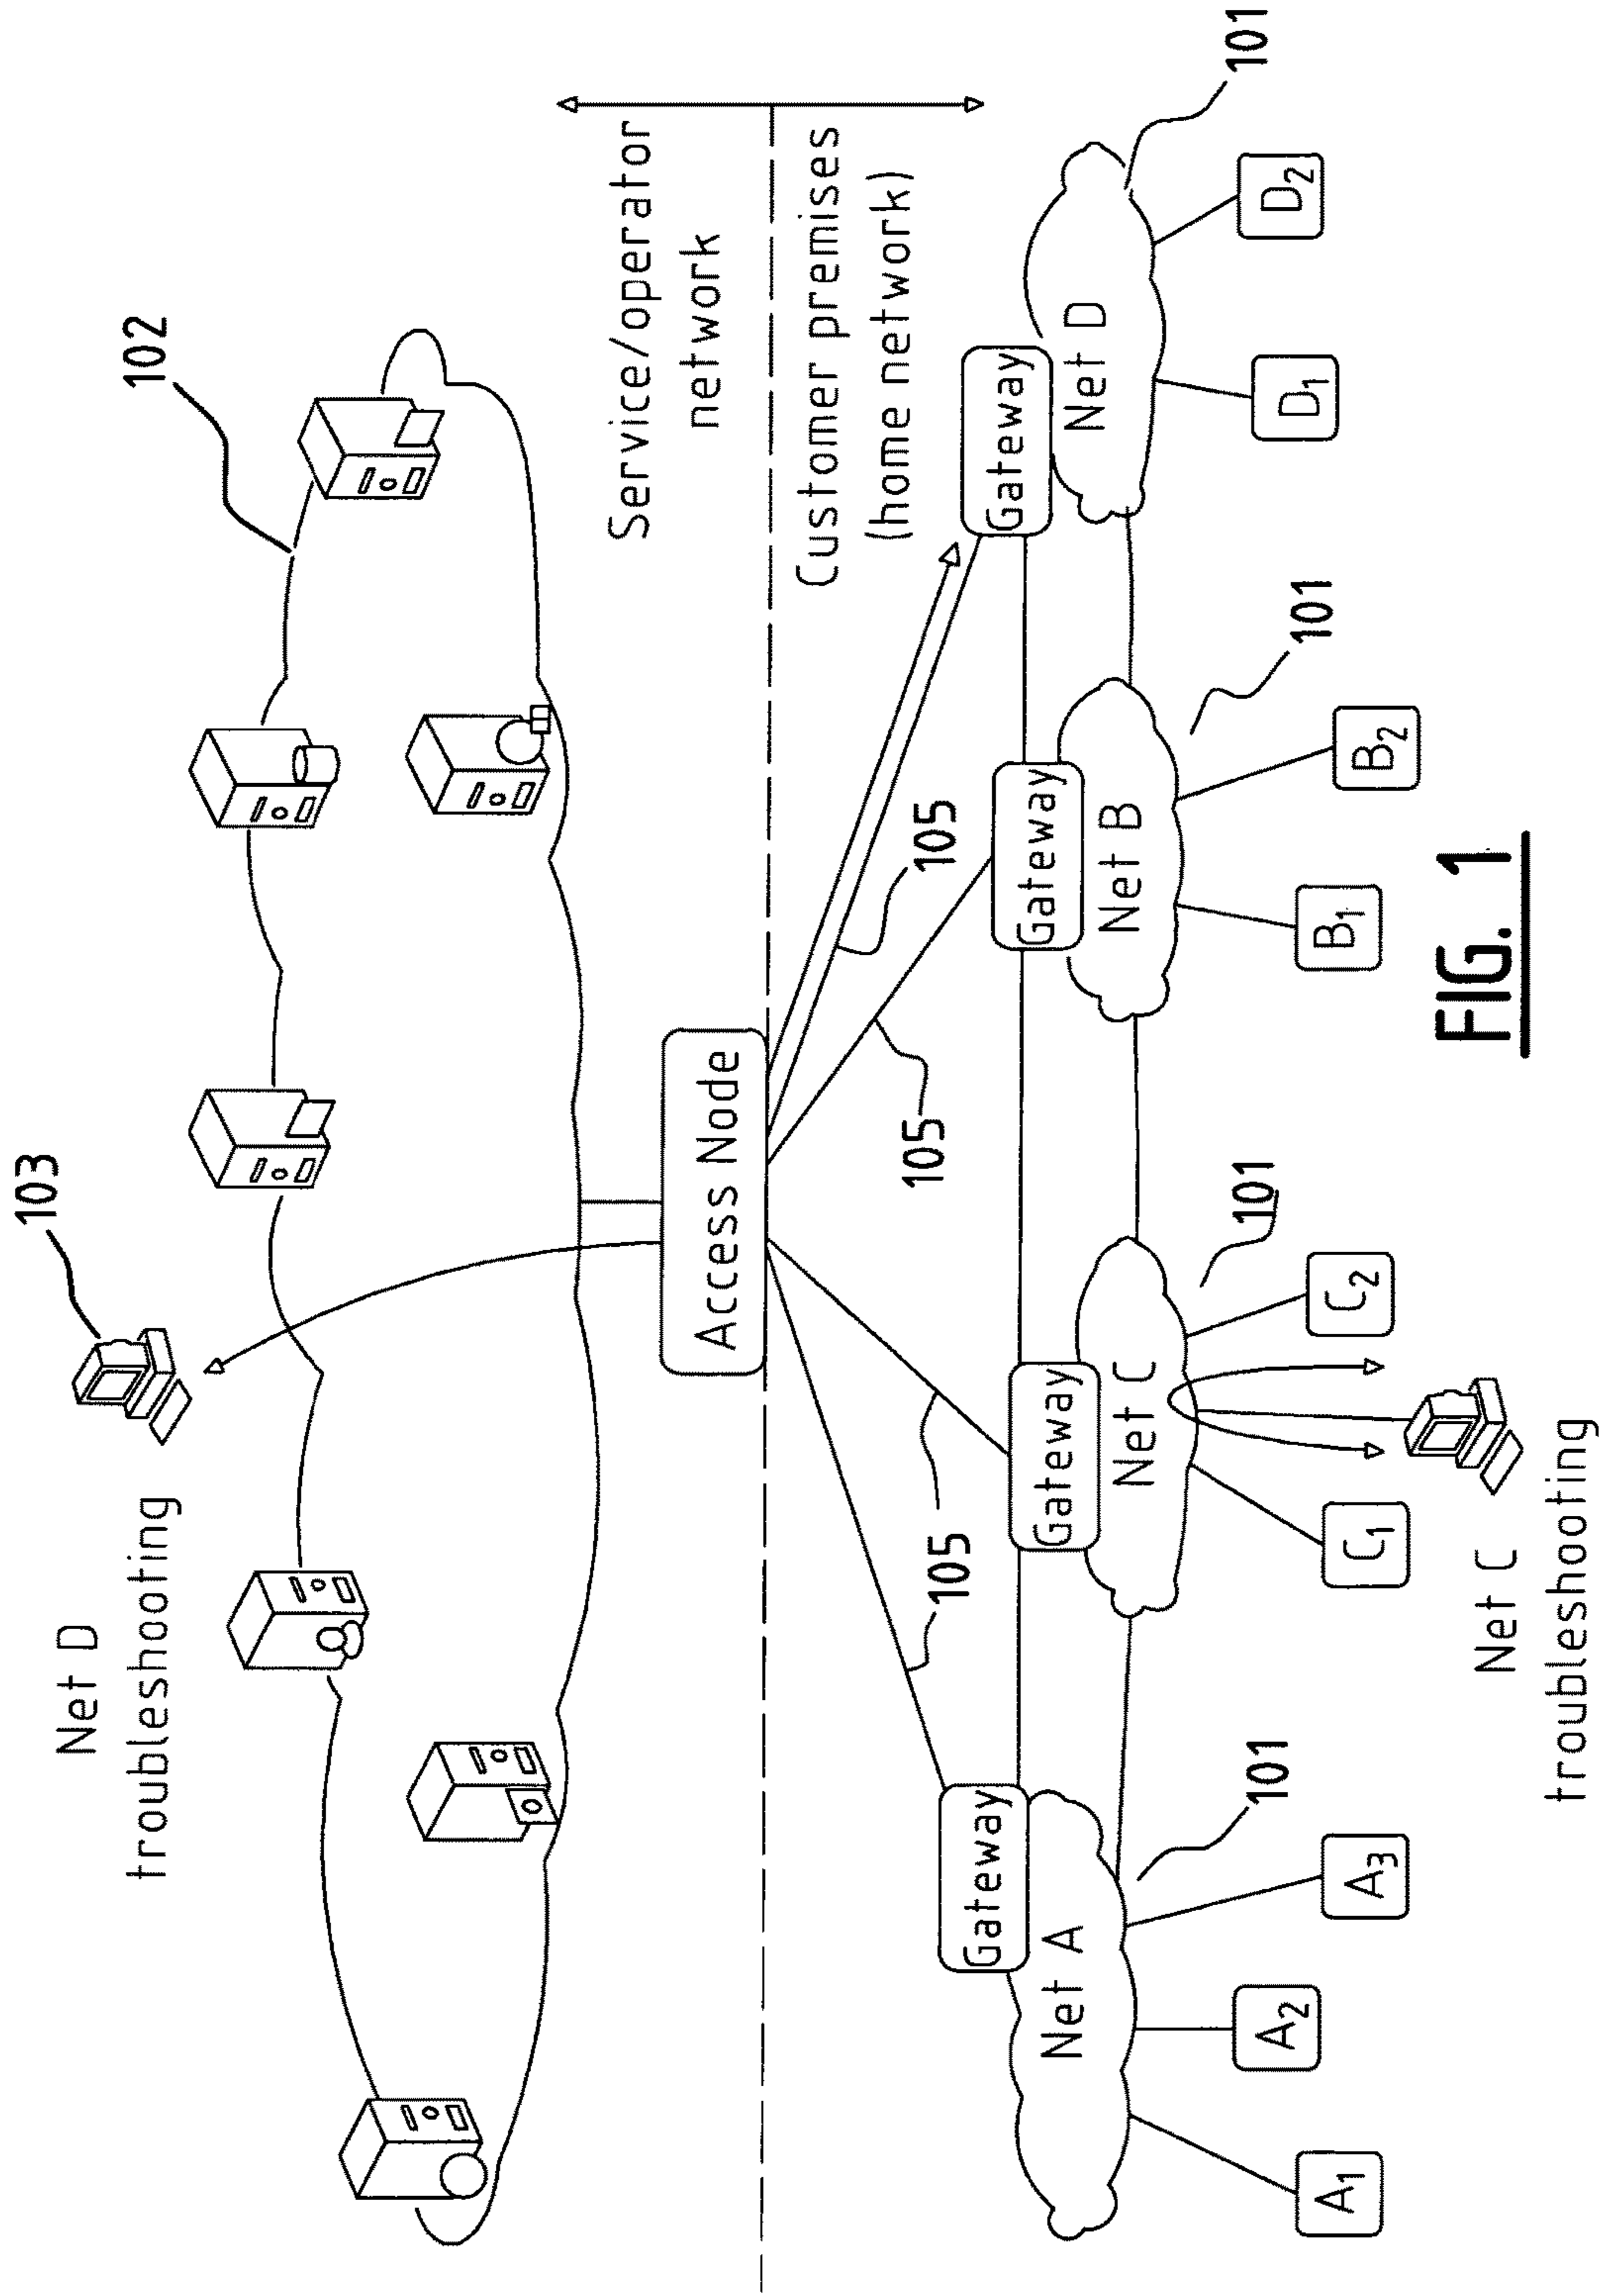 103
102
Net D
troubleshooting
Service/operator
network
Access Node
Customer premises
(home network)
105
105
105
Gateway
Gateway
Gateway
Gateway
Net A
Net C
Net B
Net D
101
101
101
101
A1
A2
A3
C1
C2
B1
B2
D1
D2
Net C
troubleshooting
FIG. 1